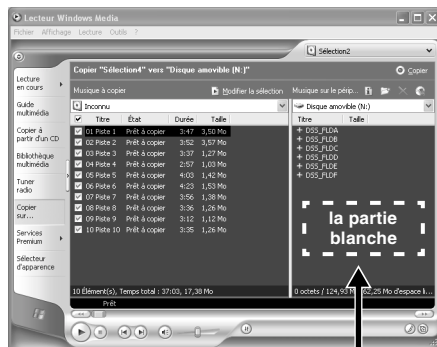 Lecteur Windows Media
Fichier Affichage Lecture Outils ?
Sélection2
Copier "Sélection4" vers "Disque amovible (N:)"
Copier
Musique à copier
Modifier la sélection
Musique sur le périp...
Inconnu
Disque amovible (N:)
Titre État Durée Taille
Titre Taille
01 Piste 1 Prêt à copier 3:47 3,50 Mo
02 Piste 2 Prêt à copier 3:52 3,57 Mo
03 Piste 3 Prêt à copier 3:37 1,27 Mo
04 Piste 4 Prêt à copier 2:57 1,03 Mo
05 Piste 5 Prêt à copier 4:03 1,42 Mo
06 Piste 6 Prêt à copier 4:23 1,53 Mo
07 Piste 7 Prêt à copier 3:56 1,38 Mo
08 Piste 8 Prêt à copier 3:36 1,26 Mo
09 Piste 9 Prêt à copier 3:12 1,12 Mo
10 Piste 10 Prêt à copier 3:35 1,26 Mo
+ DSS_FLDA
+ DSS_FLDB
+ DSS_FLDC
+ DSS_FLDD
+ DSS_FLDE
+ DSS_FLDF
la partie
blanche
10 Élément(s), Temps total : 37:03, 17,38 Mo
0 octets / 124,93 M 62,25 Mo d'espace li...
Prêt
Lecture
en cours
Guide
multimédia
Copier à
partir d'un CD
Bibliothèque
multimédia
Tuner
radio
Copier
sur...
Services
Premium
Sélecteur
d'apparence